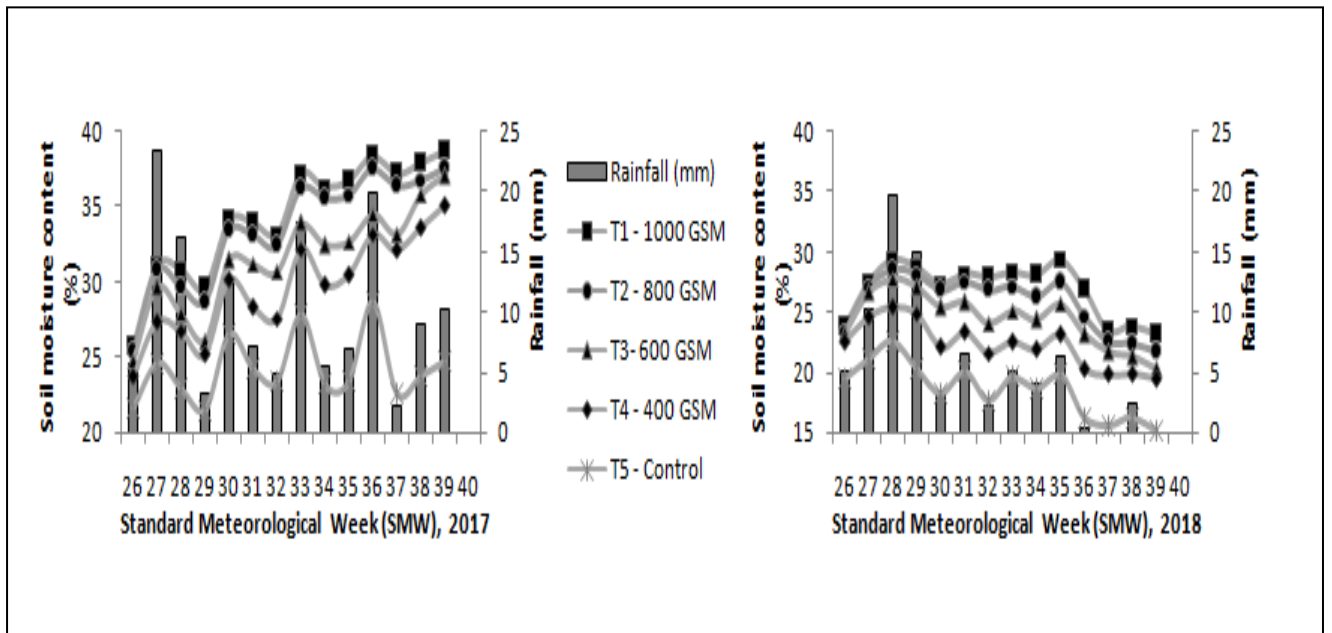 Soil moisture content (%)
40
35
30
25
20
25
20
15
10
5
0
Rainfall (mm)
26 27 28 29 30 31 32 33 34 35 36 37 38 39 40
Standard Meteorological Week (SMW), 2017
Rainfall (mm)
T1 - 1000 GSM
T2 - 800 GSM
T3- 600 GSM
T4 - 400 GSM
T5 - Control
Soil moisture content (%)
40
35
30
25
20
15
25
20
15
10
5
0
Rainfall (mm)
26 27 28 29 30 31 32 33 34 35 36 37 38 39 40
Standard Meteorological Week (SMW), 2018